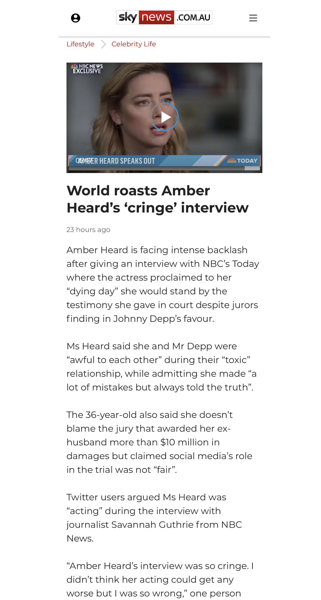 sky news .COM.AU
Lifestyle > Celebrity Life
NBC NEWS
EXCLUSIVE
AMBER HEARD SPEAKS OUT
TODAY
World roasts Amber
Heard’s ‘cringe’ interview
23 hours ago
Amber Heard is facing intense backlash
after giving an interview with NBC’s Today
where the actress proclaimed to her
“dying day” she would stand by the
testimony she gave in court despite jurors
finding in Johnny Depp’s favour.
Ms Heard said she and Mr Depp were
“awful to each other” during their “toxic”
relationship, while admitting she made “a
lot of mistakes but always told the truth”.
The 36-year-old also said she doesn’t
blame the jury that awarded her ex-
husband more than $10 million in
damages but claimed social media’s role
in the trial was not “fair”.
Twitter users argued Ms Heard was
“acting” during the interview with
journalist Savannah Guthrie from NBC
News.
“Amber Heard’s interview was so cringe. I
didn’t think her acting could get any
worse but I was so wrong,” one person